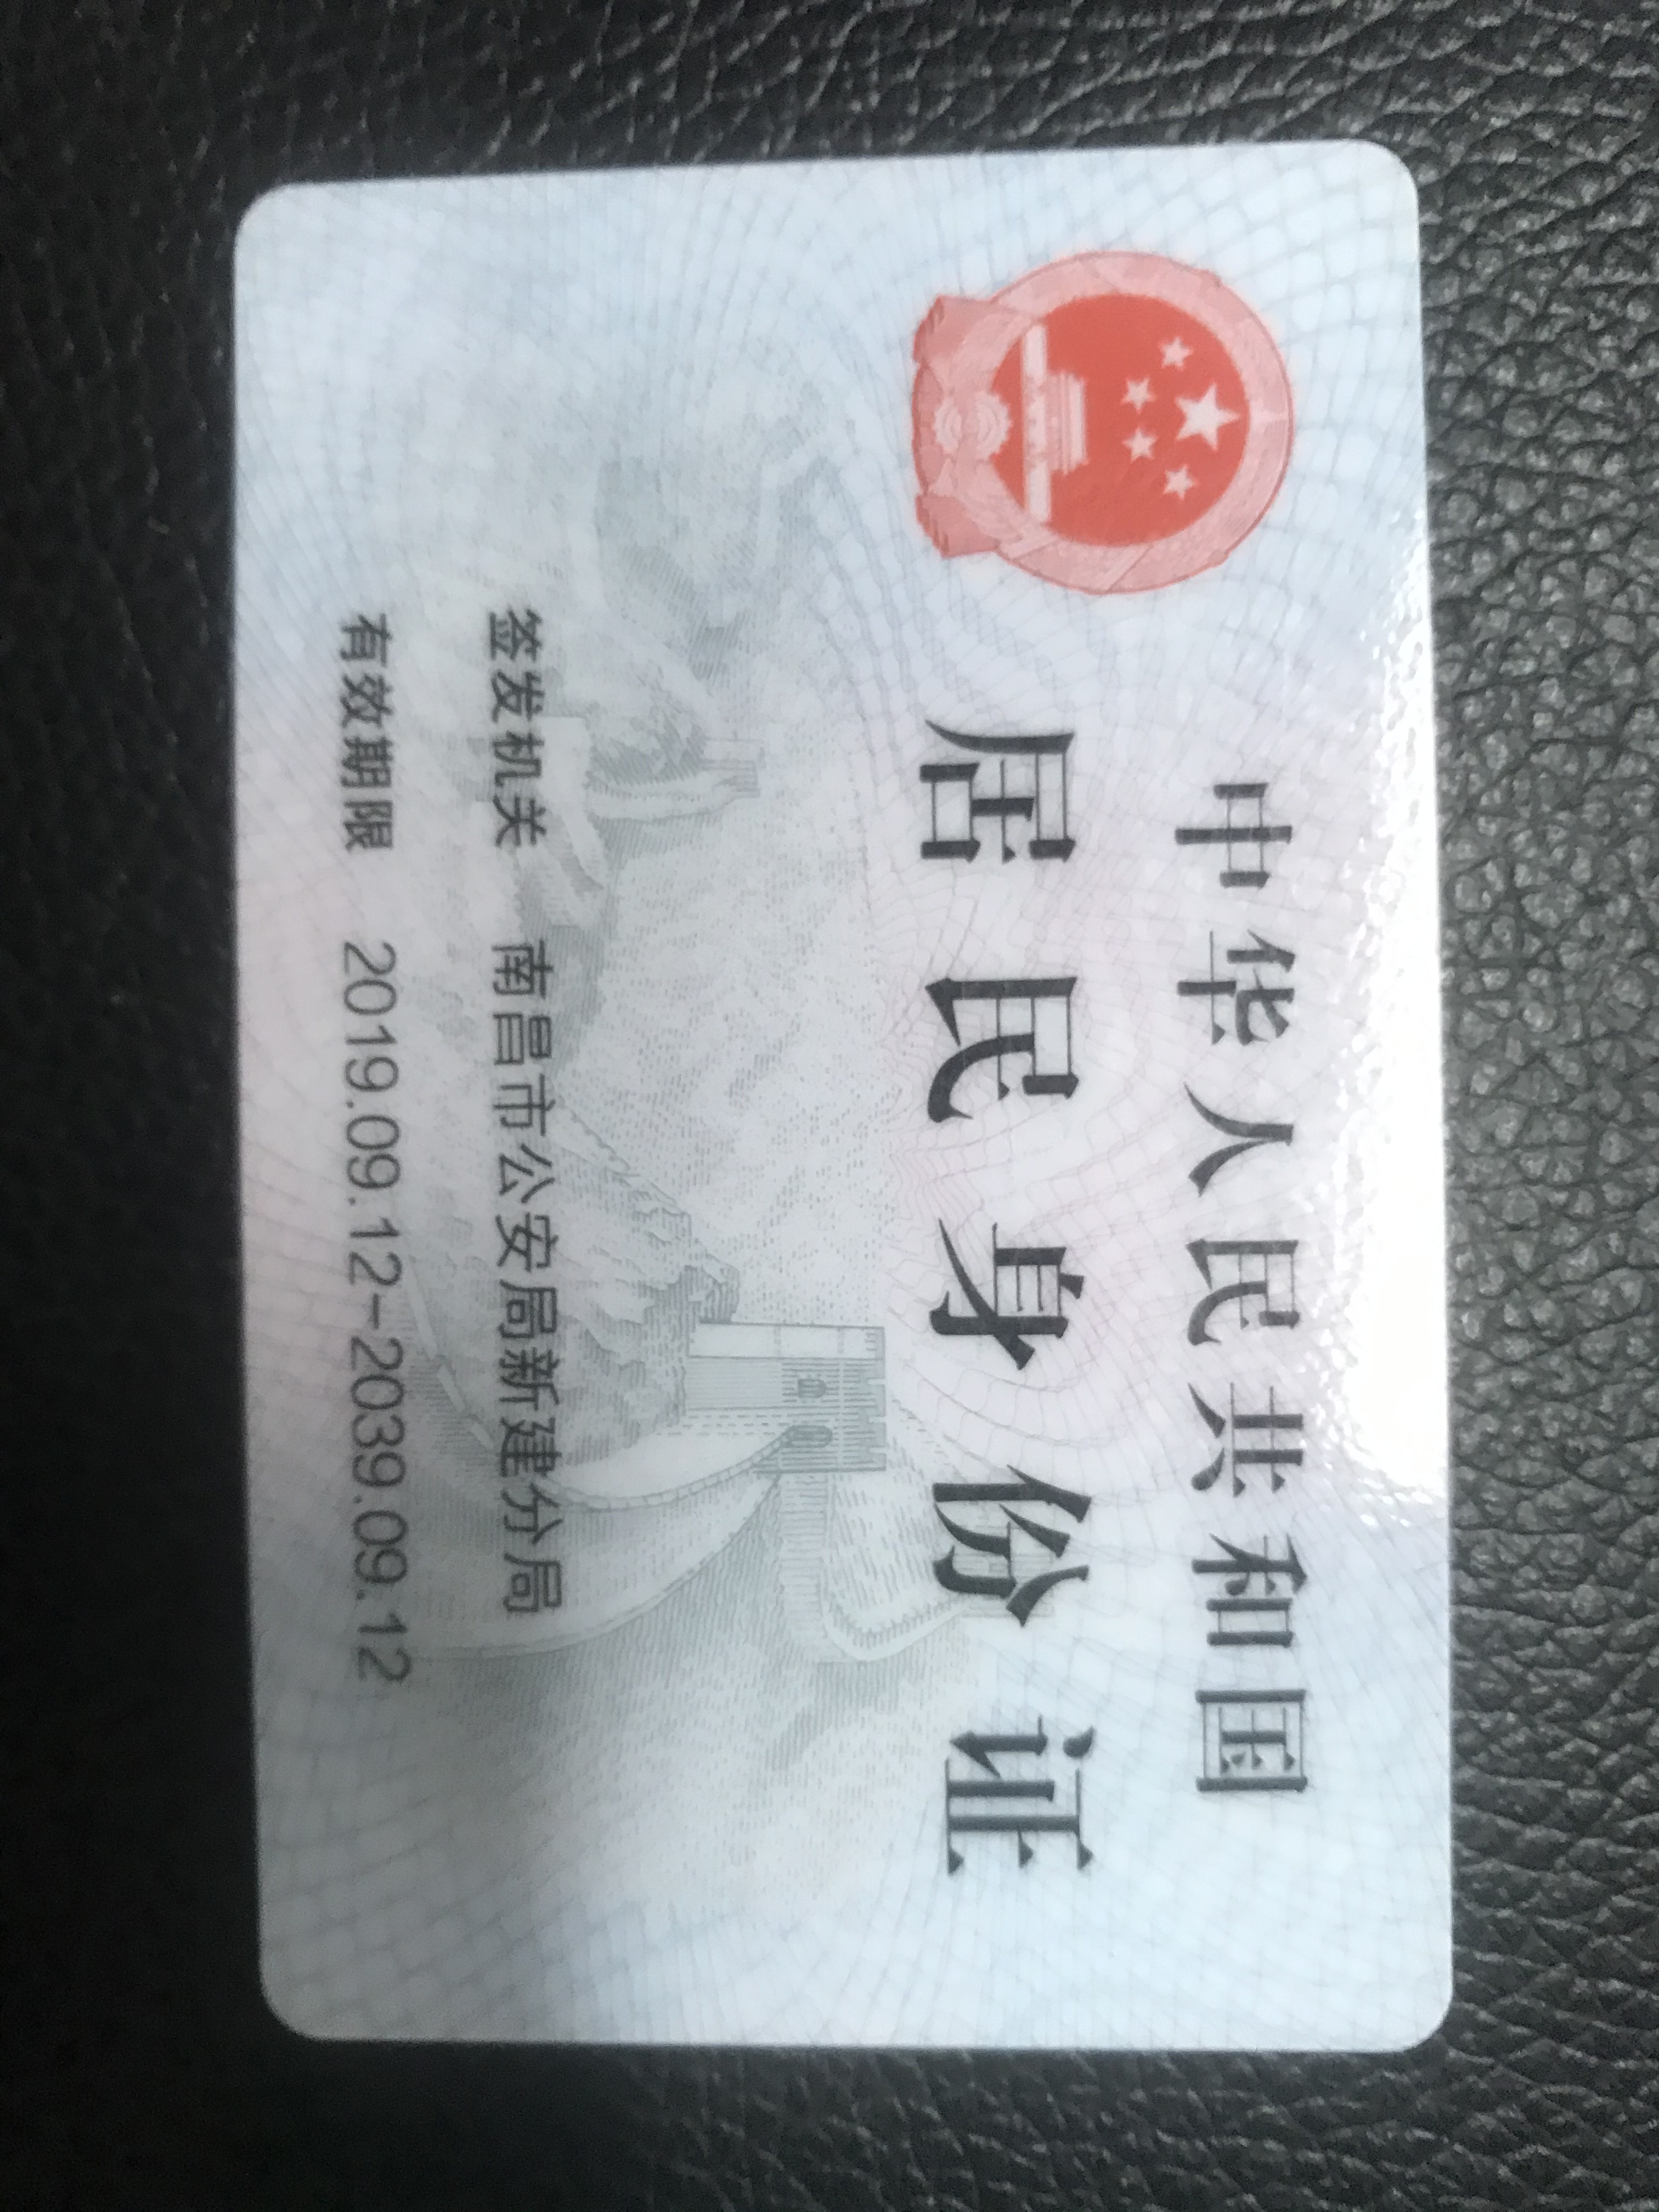 中华人民共和国
居民身份证
签发机关 南昌市公安局新建分局
有效期限 2019.09.12-2039.09.12